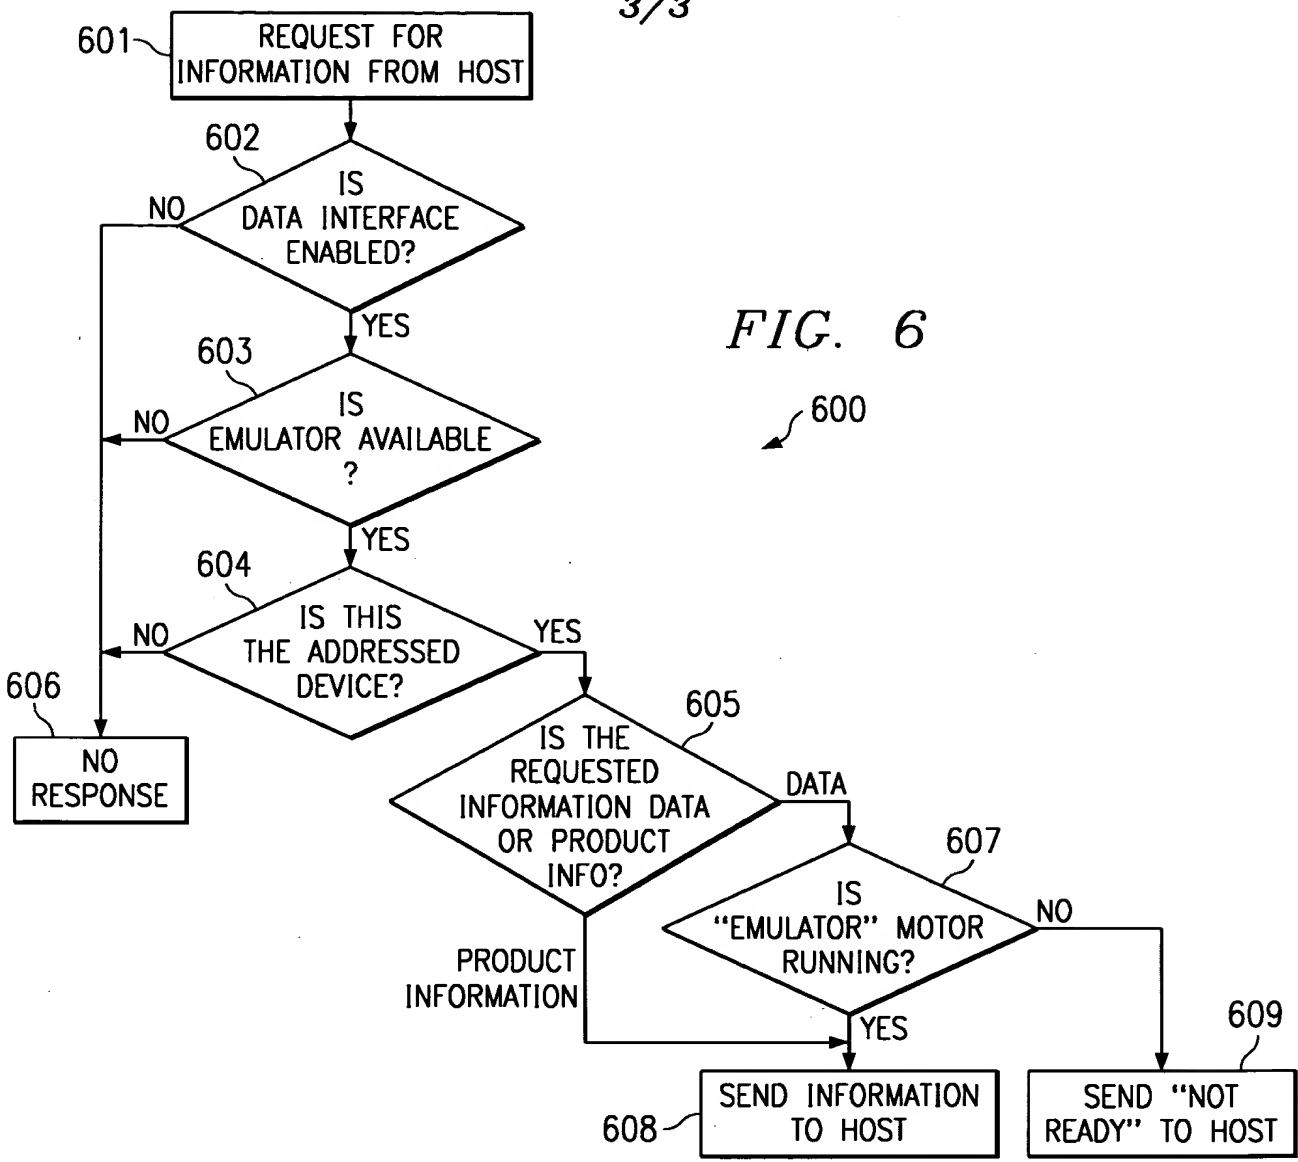 3/3
601
REQUEST FOR
INFORMATION FROM HOST
602
IS
DATA INTERFACE
ENABLED?
NO
YES
FIG. 6
600
603
IS
EMULATOR AVAILABLE
?
NO
YES
604
IS THIS
THE ADDRESSED
DEVICE?
NO
YES
606
NO
RESPONSE
605
IS THE
REQUESTED
INFORMATION DATA
OR PRODUCT
INFO?
DATA
PRODUCT
INFORMATION
607
IS
“EMULATOR” MOTOR
RUNNING?
NO
YES
608
SEND INFORMATION
TO HOST
609
SEND “NOT
READY” TO HOST